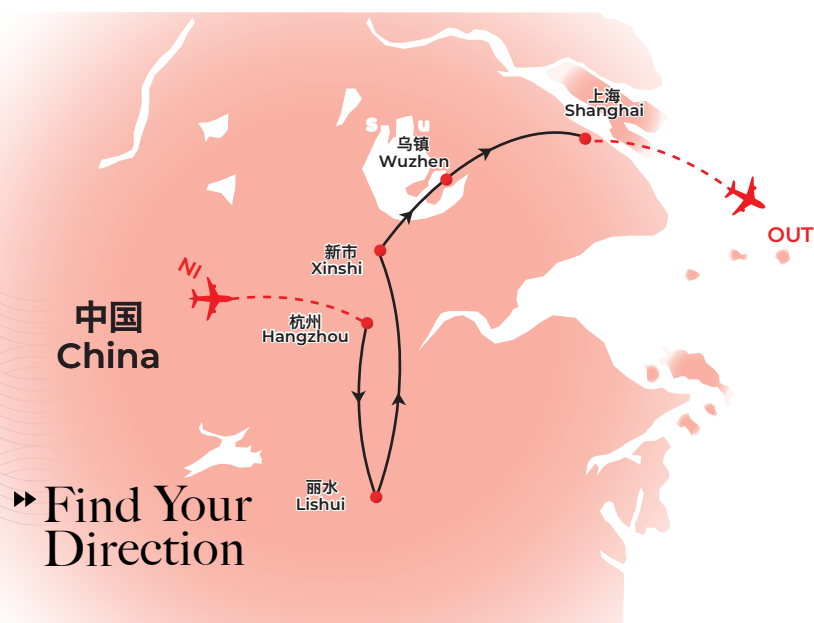 上海
Shanghai
乌镇
Wuzhen
新市
Xinshi
IN
中国
China
杭州
Hangzhou
OUT
丽水
Lishui
Find Your
Direction